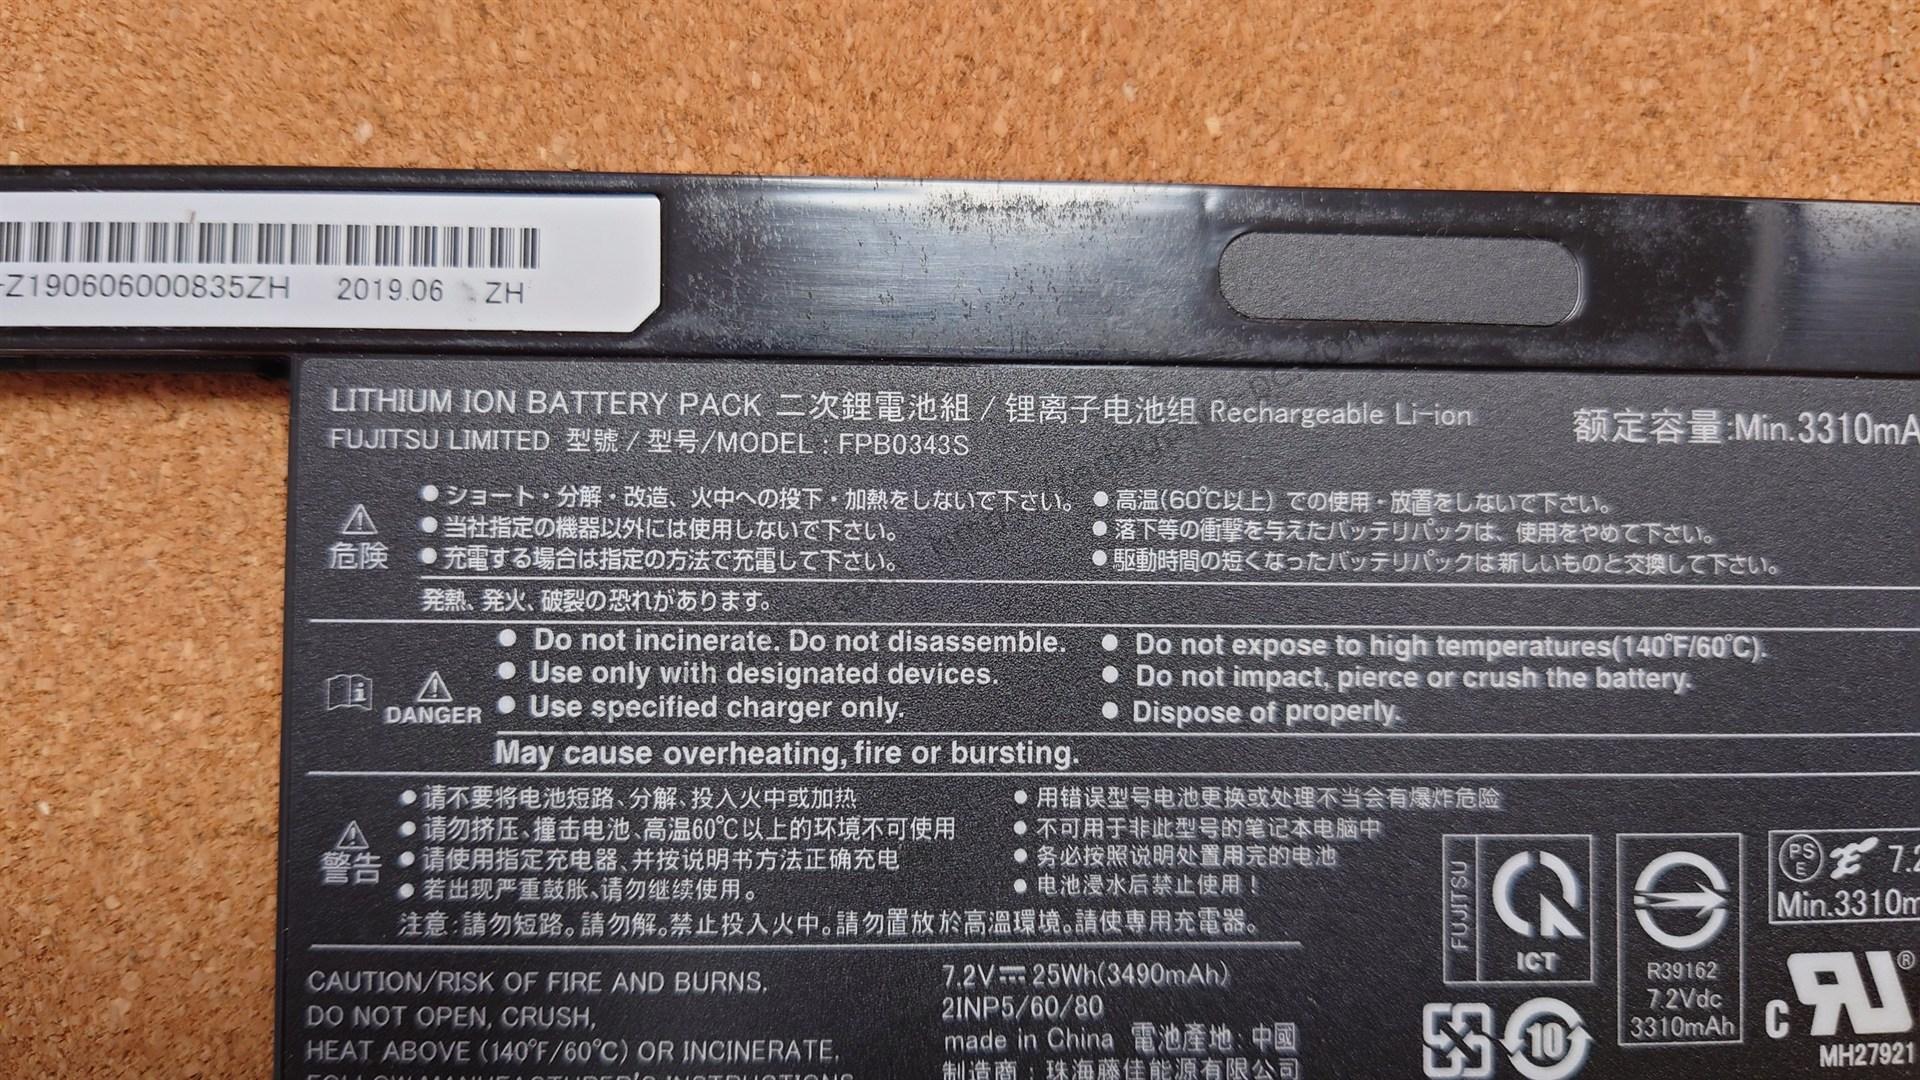 -Z190606000835ZH 2019.06 ZH
LITHIUM ION BATTERY PACK 二次鋰電池組 / 锂离子电池组 Rechargeable Li-ion
FUJITSU LIMITED 型號 / 型号/MODEL : FPB0343S
额定容量:Min.3310mA
危険
●ショート・分解・改造、火中への投下・加熱をしないで下さい。
●当社指定の機器以外には使用しないで下さい。
●充電する場合は指定の方法で充電して下さい。
●高温(60℃以上) での使用・放置をしないで下さい。
●落下等の衝撃を与えたバッテリパックは、使用をやめて下さい。
●駆動時間の短くなったバッテリパックは新しいものと交換して下さい。
発熱、発火、破裂の恐れがあります。
DANGER
● Do not incinerate. Do not disassemble.
● Use only with designated devices.
● Use specified charger only.
● Do not expose to high temperatures(140°F/60℃).
● Do not impact, pierce or crush the battery.
● Dispose of properly.
May cause overheating, fire or bursting.
警告
●请不要将电池短路、分解、投入火中或加热
●请勿挤压、撞击电池、高温60℃以上的环境不可使用
●请使用指定充电器、并按说明书方法正确充电
●若出现严重鼓胀、请勿继续使用。
●用错误型号电池更换或处理不当会有爆炸危险
●不可用于非此型号的笔记本电脑中
●务必按照说明处置用完的电池
●电池浸水后禁止使用！
注意:請勿短路。請勿解。禁止投入火中。請勿置放於高溫環境。請使専用充電器。
CAUTION/RISK OF FIRE AND BURNS.
DO NOT OPEN, CRUSH,
HEAT ABOVE (140°F/60℃) OR INCINERATE.
FOLLOW MANUFACTURER'S INSTRUCTIONS
7.2V⎓25Wh(3490mAh)
2INP5/60/80
made in China 電池產地: 中國
制造商 : 珠海藤佳能源有限公司
FUJITSU
ICT
R39162
7.2Vdc
3310mAh
PS
E
7.2
Min.3310m
10
c RU ®
MH27921